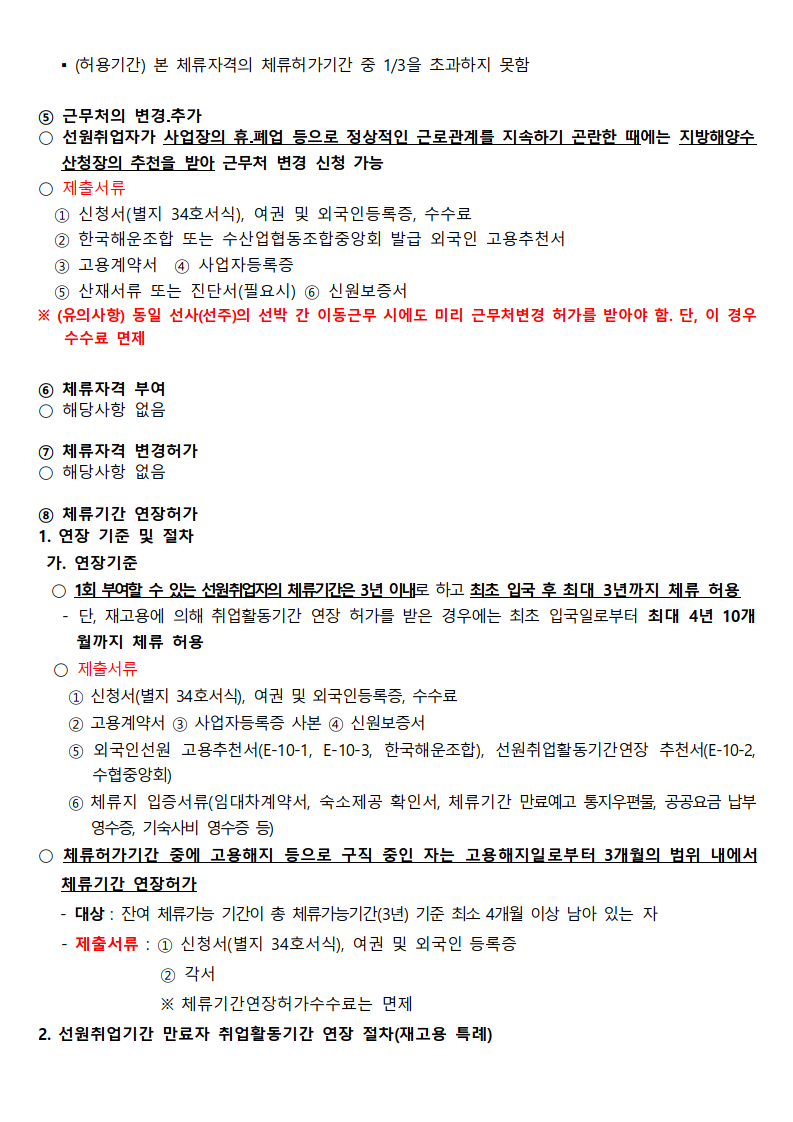 ▪ (허용기간) 본 체류자격의 체류허가기간 중 1/3을 초과하지 못함
⑤ 근무처의 변경․추가
○ 선원취업자가 사업장의 휴․폐업 등으로 정상적인 근로관계를 지속하기 곤란한 때에는 지방해양수
산청장의 추천을 받아 근무처 변경 신청 가능
○ 제출서류
① 신청서(별지 34호서식), 여권 및 외국인등록증, 수수료
② 한국해운조합 또는 수산업협동조합중앙회 발급 외국인 고용추천서
③ 고용계약서 ④ 사업자등록증
⑤ 산재서류 또는 진단서(필요시) ⑥ 신원보증서
※ (유의사항) 동일 선사(선주)의 선박 간 이동근무 시에도 미리 근무처변경 허가를 받아야 함. 단, 이 경우
수수료 면제
⑥ 체류자격 부여
○ 해당사항 없음
⑦ 체류자격 변경허가
○ 해당사항 없음
⑧ 체류기간 연장허가
1. 연장 기준 및 절차
가. 연장기준
○ 1회 부여할 수 있는 선원취업자의 체류기간은 3년 이내로 하고 최초 입국 후 최대 3년까지 체류 허용
- 단, 재고용에 의해 취업활동기간 연장 허가를 받은 경우에는 최초 입국일로부터 최대 4년 10개
월까지 체류 허용
○ 제출서류
① 신청서(별지 34호서식), 여권 및 외국인등록증, 수수료
② 고용계약서 ③ 사업자등록증 사본 ④ 신원보증서
⑤ 외국인선원 고용추천서(E-10-1, E-10-3, 한국해운조합), 선원취업활동기간연장 추천서(E-10-2,
수협중앙회)
⑥ 체류지 입증서류(임대차계약서, 숙소제공 확인서, 체류기간 만료예고 통지우편물, 공공요금 납부
영수증, 기숙사비 영수증 등)
○ 체류허가기간 중에 고용해지 등으로 구직 중인 자는 고용해지일로부터 3개월의 범위 내에서
체류기간 연장허가
- 대상 : 잔여 체류가능 기간이 총 체류가능기간(3년) 기준 최소 4개월 이상 남아 있는 자
- 제출서류 : ① 신청서(별지 34호서식), 여권 및 외국인 등록증
② 각서
※ 체류기간연장허가수수료는 면제
2. 선원취업기간 만료자 취업활동기간 연장 절차(재고용 특례)